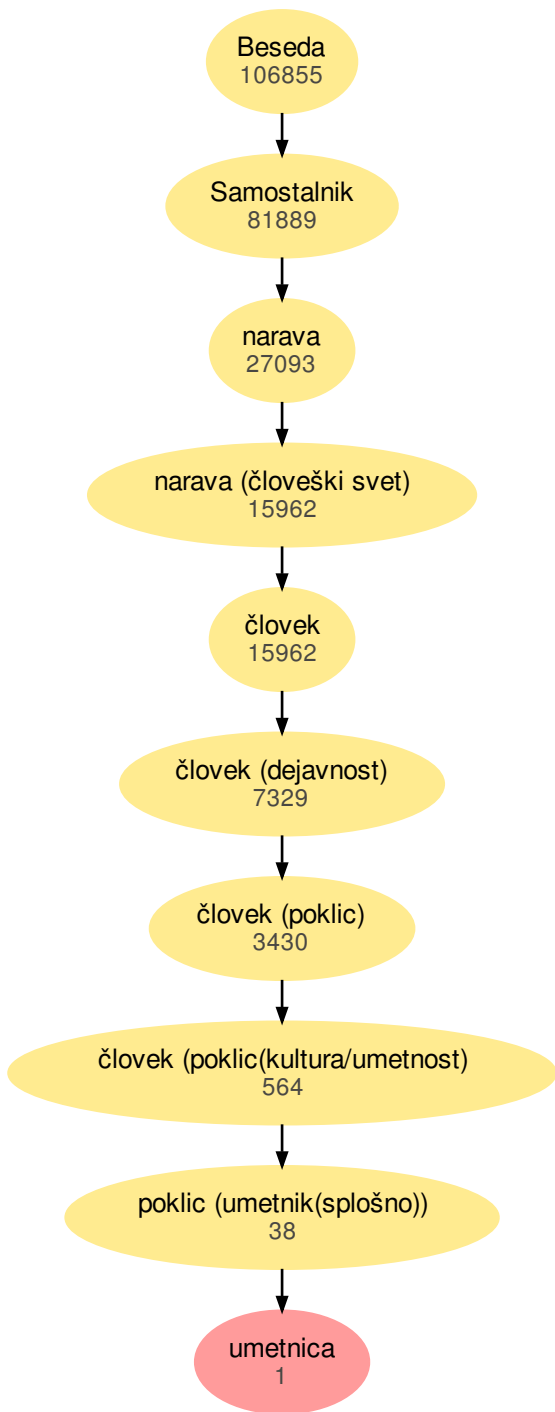 Beseda
106855
Samostalnik
81889
narava
27093
narava (človeški svet)
15962
človek
15962
človek (dejavnost)
7329
človek (poklic)
3430
človek (poklic(kultura/umetnost)
564
poklic (umetnik(splošno))
38
umetnica
1